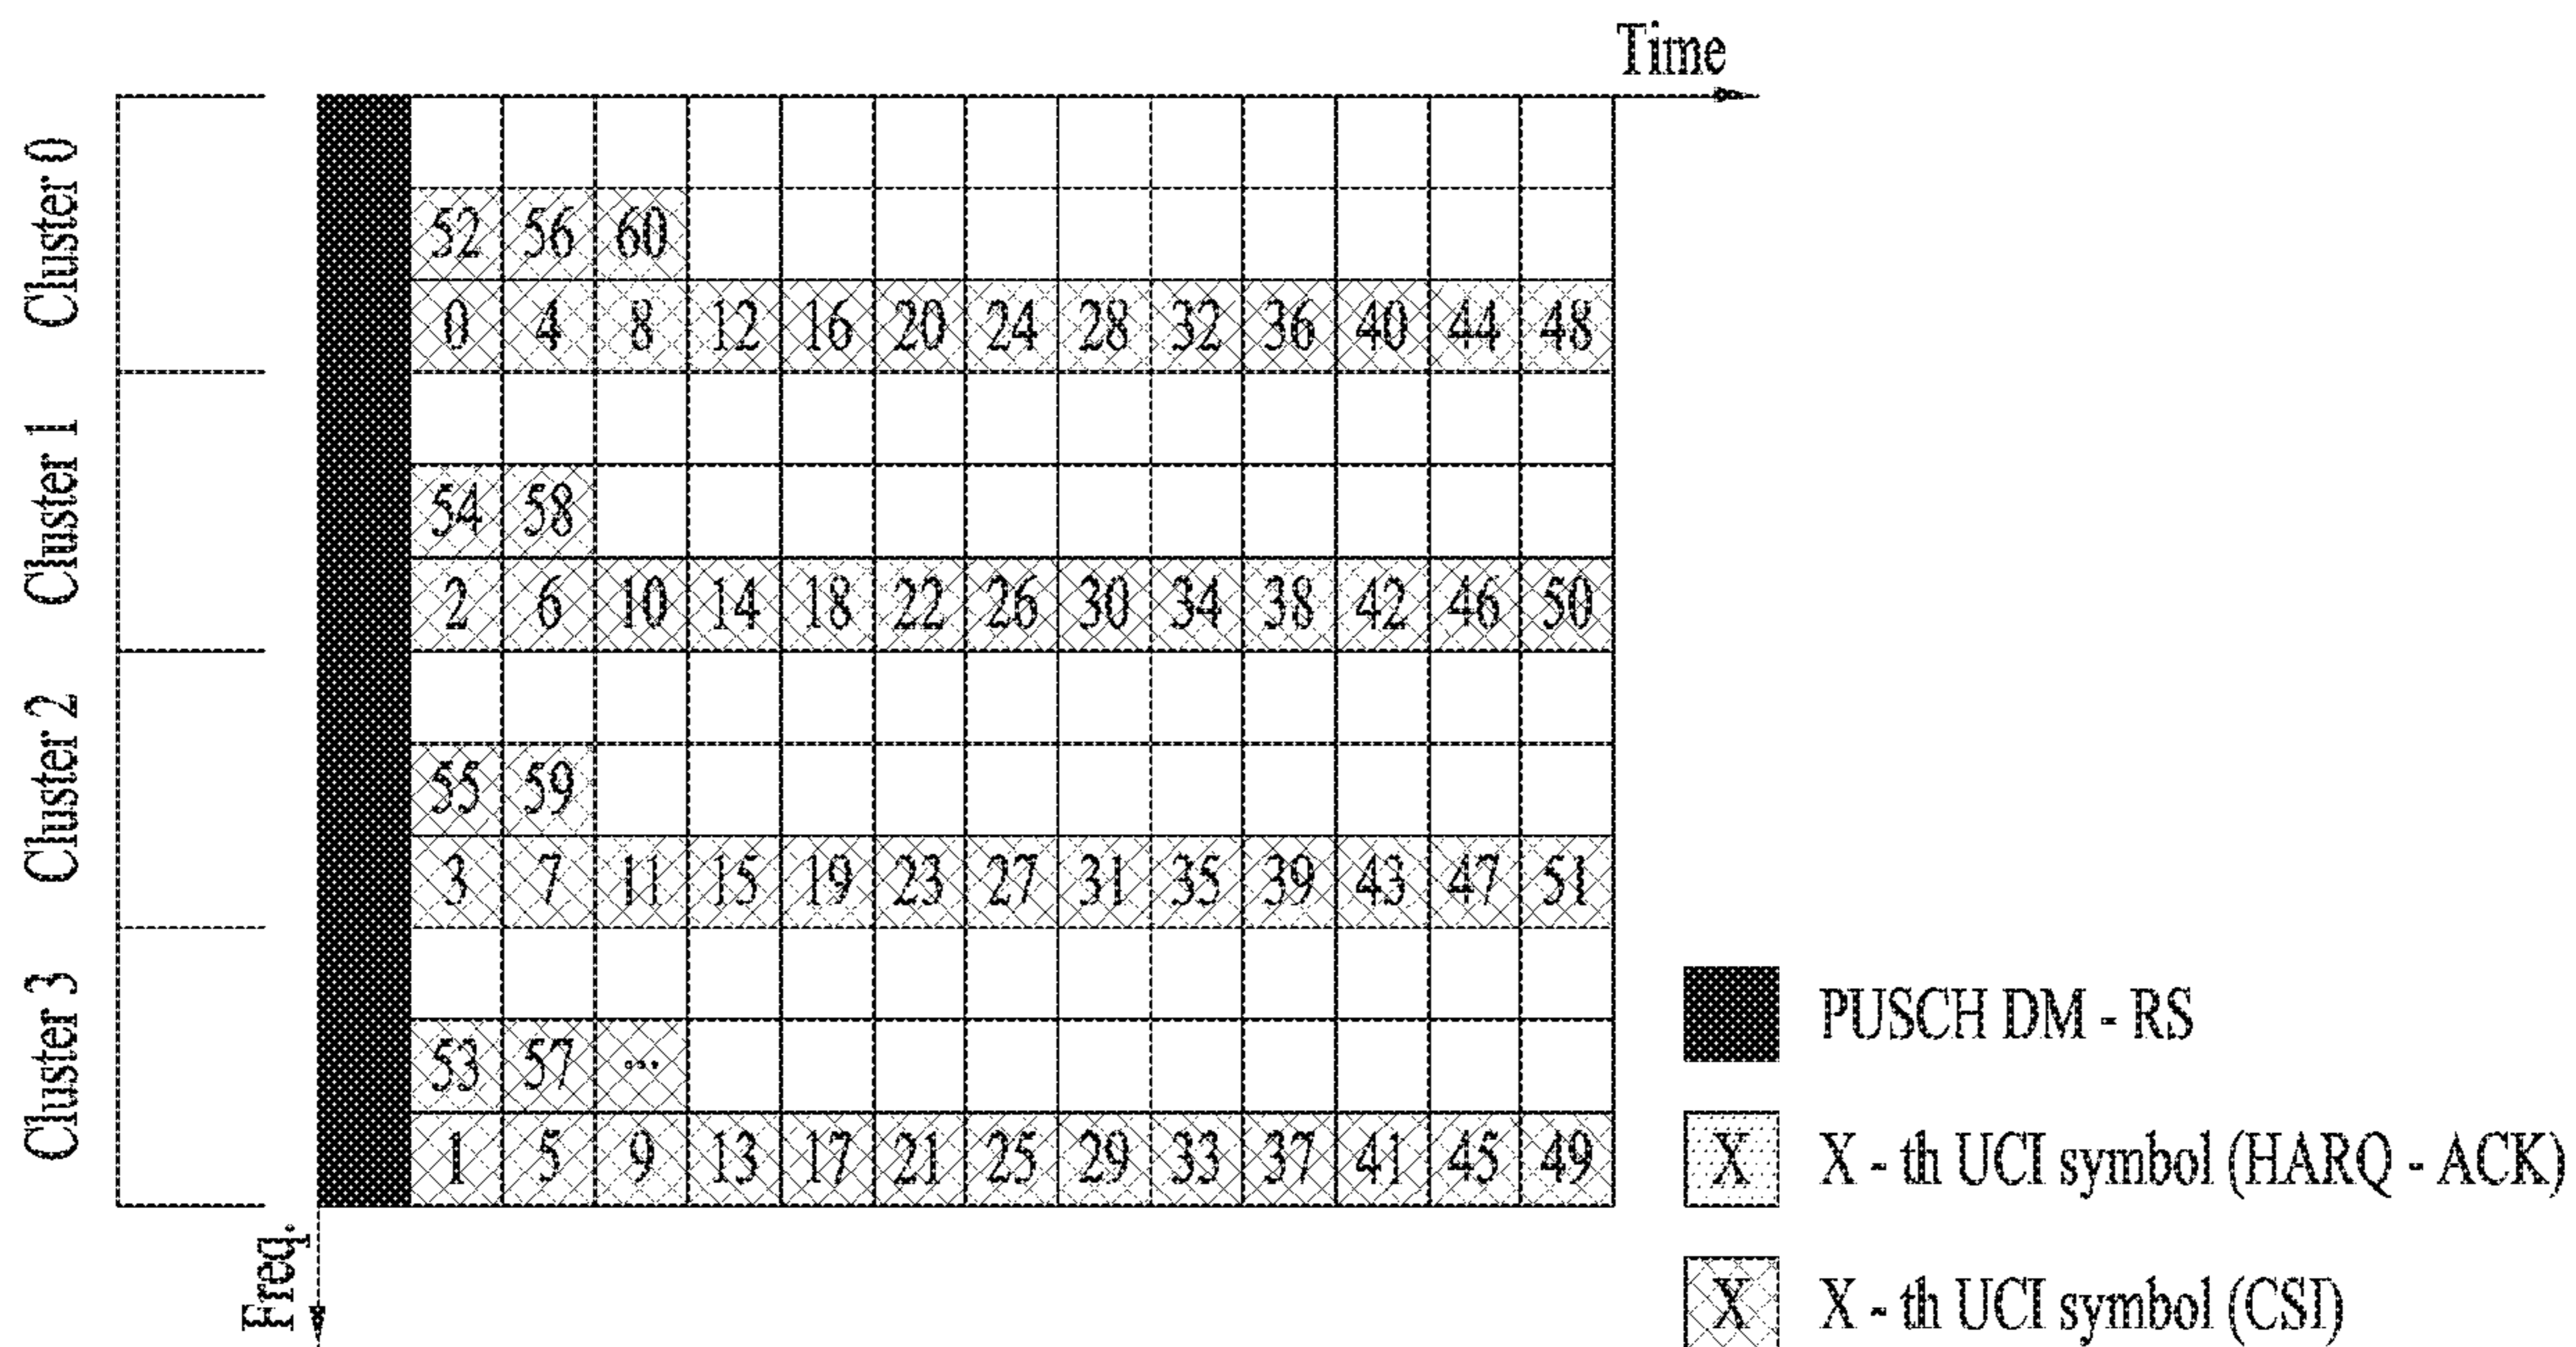 Time
Cluster 0
52 56 60
0 4 8 12 16 20 24 28 32 36 40 44 48
Cluster 1
54 58
2 6 10 14 18 22 26 30 34 38 42 46 50
Cluster 2
55 59
3 7 11 15 19 23 27 31 35 39 43 47 51
Cluster 3
53 57 ...
1 5 9 13 17 21 25 29 33 37 41 45 49
Freq.
PUSCH DM - RS
X X - th UCI symbol (HARQ - ACK)
X X - th UCI symbol (CSI)